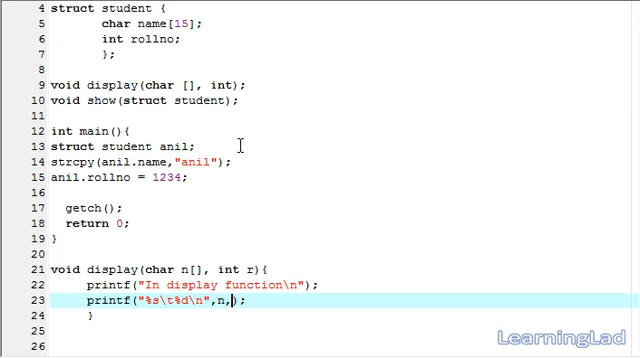 4 struct student {
5 char name[15];
6 int rollno;
7 };
8
9 void display(char [], int);
10 void show(struct student);
11
12 int main(){
13 struct student anil;
14 strcpy(anil.name,"anil");
15 anil.rollno = 1234;
16
17 getch();
18 return 0;
19 }
20
21 void display(char n[], int r){
22 printf("In display function\n");
23 printf("%s\t%d\n",n,);
24 }
25
26
LearningLad